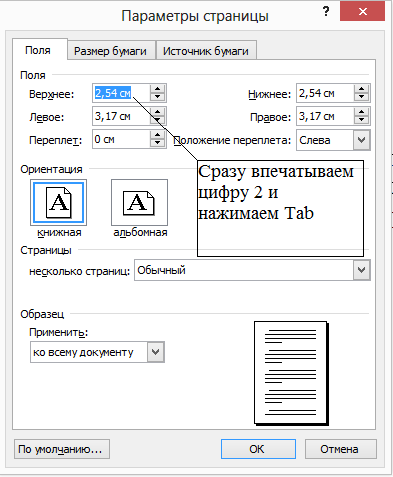 Параметры страницы
? ×
Поля Размер бумаги Источник бумаги
Поля
Верхнее: 2,54 см Нижнее: 2,54 см
Левое: 3,17 см Правое: 3,17 см
Переплет: 0 см Положение переплета: Слева
Сразу впечатываем
цифру 2 и
нажимаем Tab
Ориентация
A A
книжная альбомная
Страницы
несколько страниц: Обычный
Образец
Применить:
ко всему документу
По умолчанию... ОК Отмена